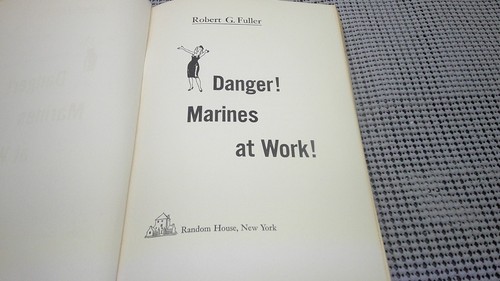 Robert G. Fuller
Danger!
Marines
at Work!
Random House, New York